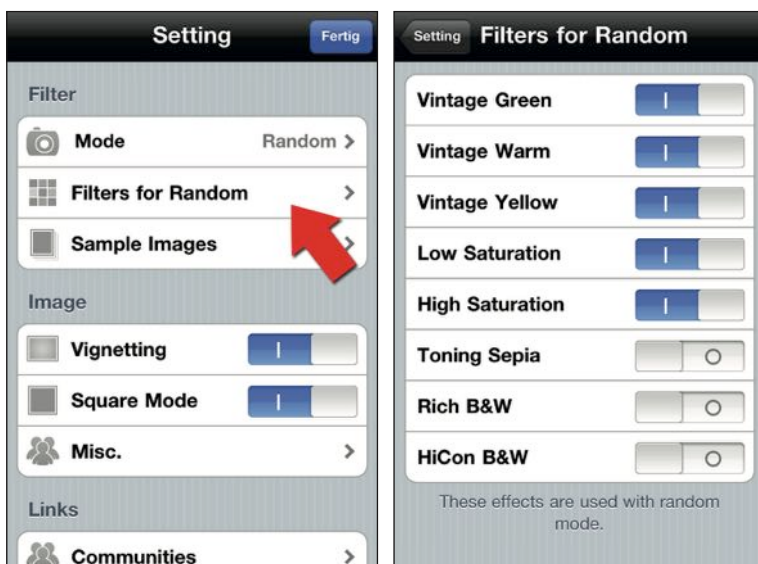 Setting
Fertig
Filter
Mode
Random
Filters for Random
Sample Images
Image
Vignetting
Square Mode
Misc.
Links
Communities
Setting
Filters for Random
Vintage Green
Vintage Warm
Vintage Yellow
Low Saturation
High Saturation
Toning Sepia
Rich B&W
HiCon B&W
These effects are used with random
mode.